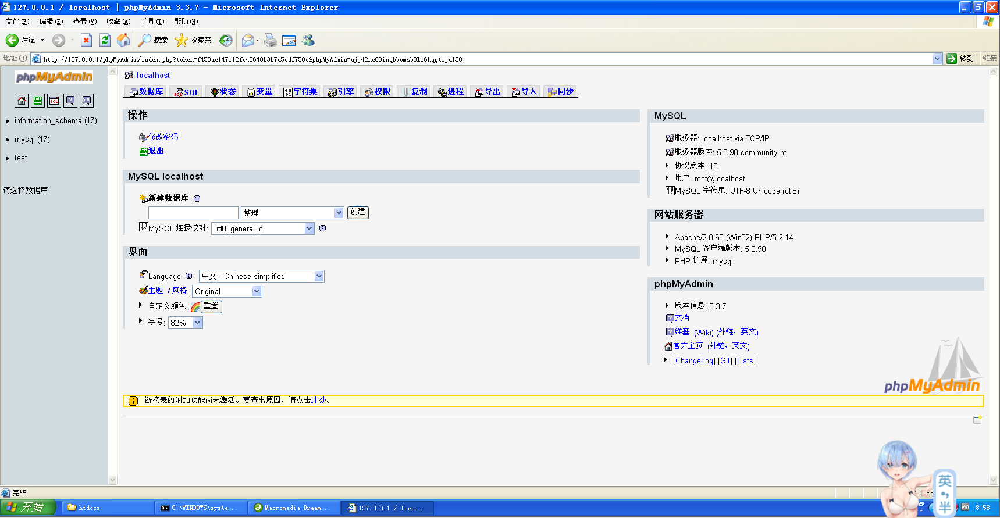 127.0.0.1 / localhost | phpMyAdmin 3.3.7 - Microsoft Internet Explorer
文件(F) 编辑(E) 查看(V) 收藏(A) 工具(T) 帮助(H)
后退 搜索 收藏夹
地址(D) http://127.0.0.1/phpMyAdmin/index.php?token=f450ac147112fc43640b3b7a5cdf750c&phpMyAdmin=ujj42nc80inqbbomsb8ll6hqgtijal30 转到 链接
phpMyAdmin
information_schema (17)
mysql (17)
test
请选择数据库
localhost
数据库 SQL 状态 变量 字符集 引擎 权限 复制 进程 导出 导入 同步
操作
修改密码
退出
MySQL localhost
新建数据库
整理 创建
MySQL 连接校对: utf8_general_ci
界面
Language : 中文 - Chinese simplified
主题 / 风格: Original
自定义颜色: 重置
字号: 82%
MySQL
服务器: localhost via TCP/IP
服务器版本: 5.0.90-community-nt
协议版本: 10
用户: root@localhost
MySQL 字符集: UTF-8 Unicode (utf8)
网站服务器
Apache/2.0.63 (Win32) PHP/5.2.14
MySQL 客户端版本: 5.0.90
PHP 扩展: mysql
phpMyAdmin
版本信息: 3.3.7
文档
维基 (Wiki) (外链，英文)
官方主页 (外链，英文)
[ChangeLog] [Git] [Lists]
phpMyAdmin
链接表的附加功能尚未激活。要查出原因，请点击此处。
完毕
英
半
开始 htdocs C:\WINDOWS\syste... Macromedia Dream... 127.0.0.1 / loca... 8:58